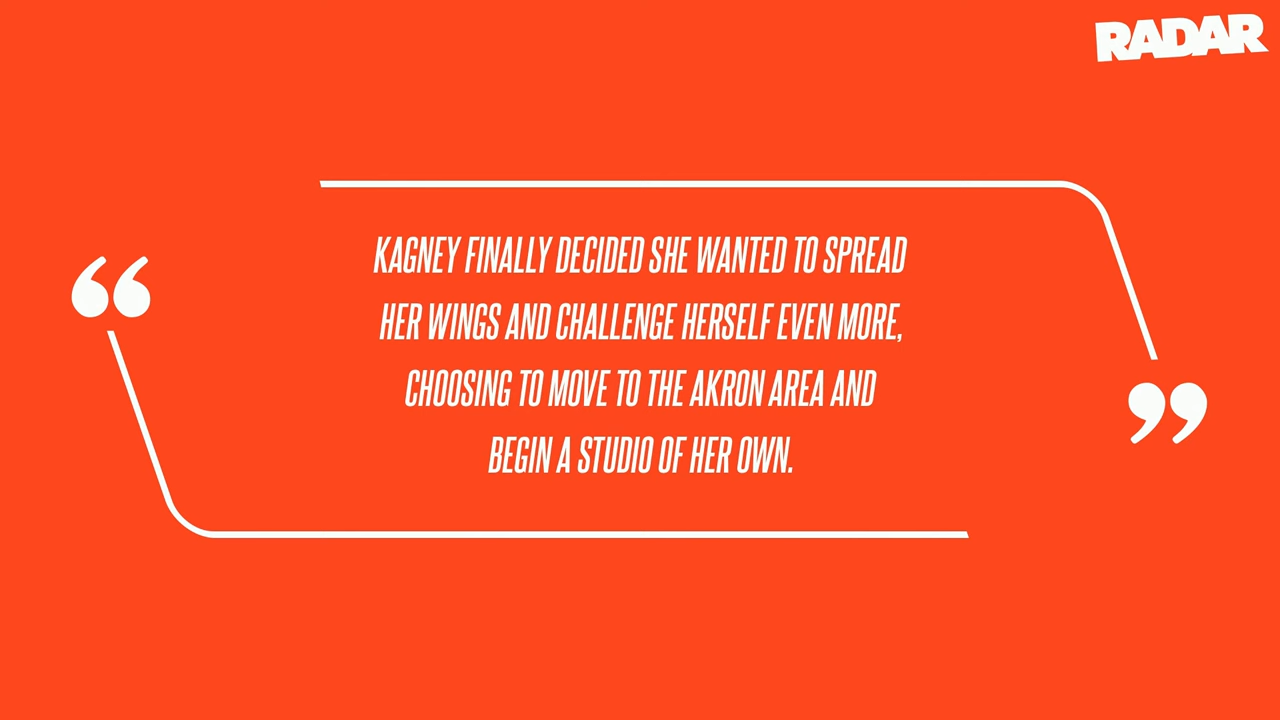 RADAR
“
KAGNEY FINALLY DECIDED SHE WANTED TO SPREAD
HER WINGS AND CHALLENGE HERSELF EVEN MORE,
CHOOSING TO MOVE TO THE AKRON AREA AND
BEGIN A STUDIO OF HER OWN.
”